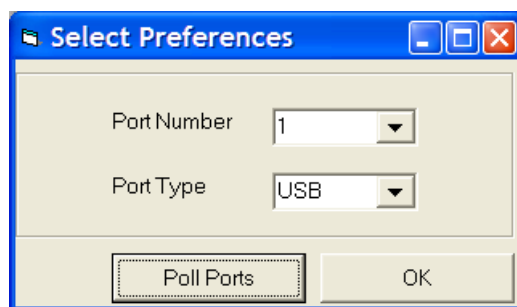 Select Preferences
Port Number 1
Port Type USB
Poll Ports OK